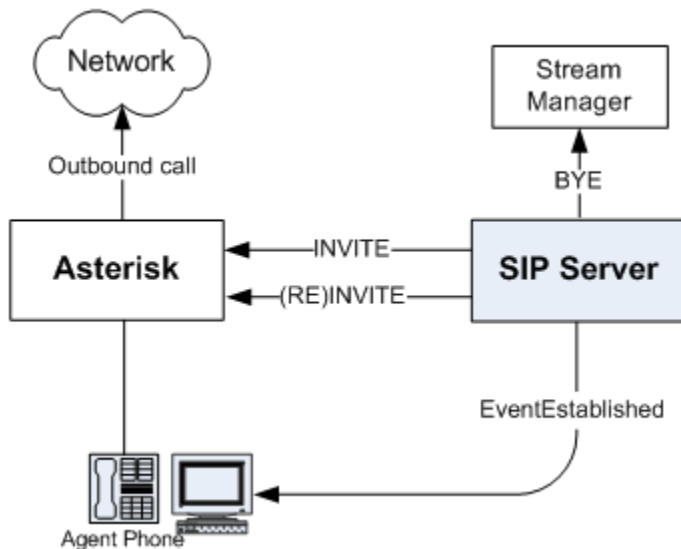 Network
Stream
Manager
Outbound call
BYE
Asterisk
INVITE
(RE)INVITE
SIP Server
EventEstablished
Agent Phone